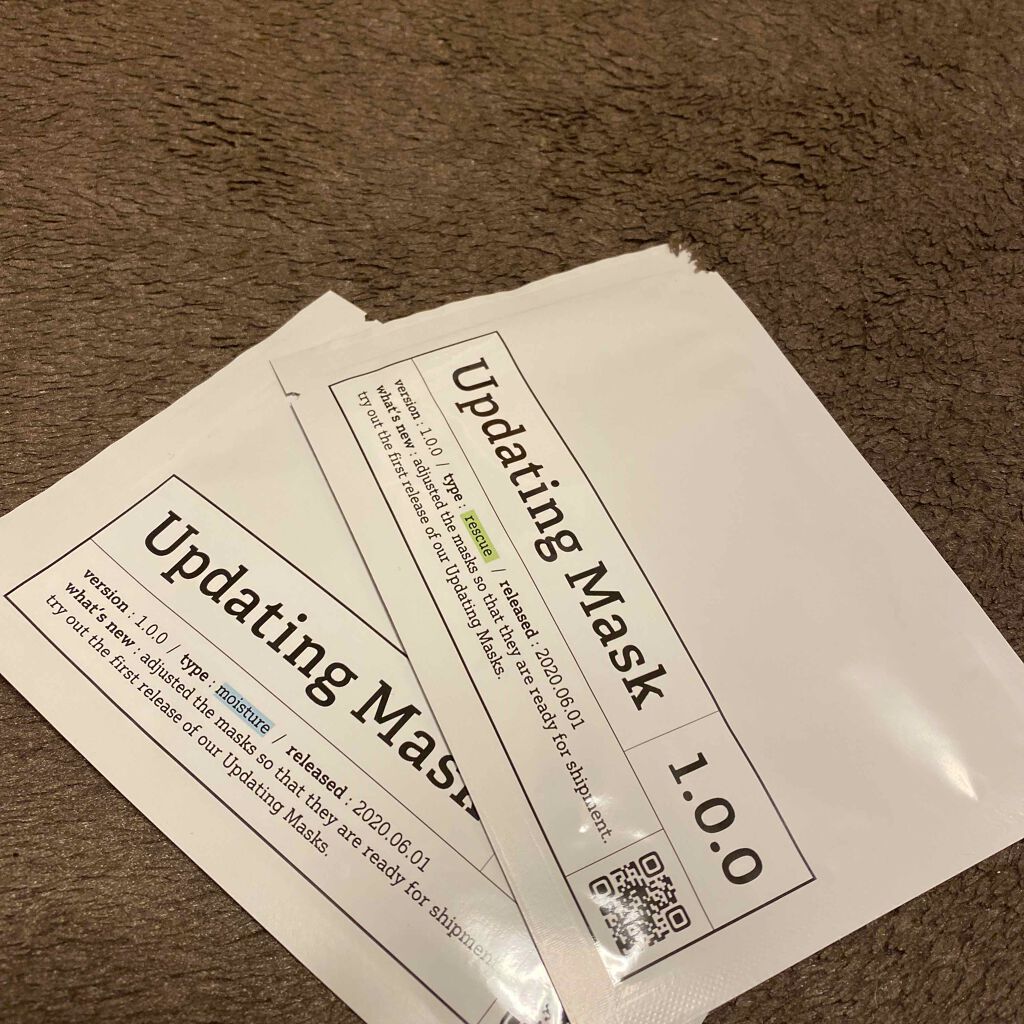 Updating Mask
1.0.0
version : 1.0.0 / type : rescue / released : 2020.06.01
what's new : adjusted the masks so that they are ready for shipment.
try out the first release of our Updating Masks.
Updating Mask
version : 1.0.0 / type : moisture / released : 2020.06.01
what's new : adjusted the masks so that they are ready for shipmen
try out the first release of our Updating Masks.